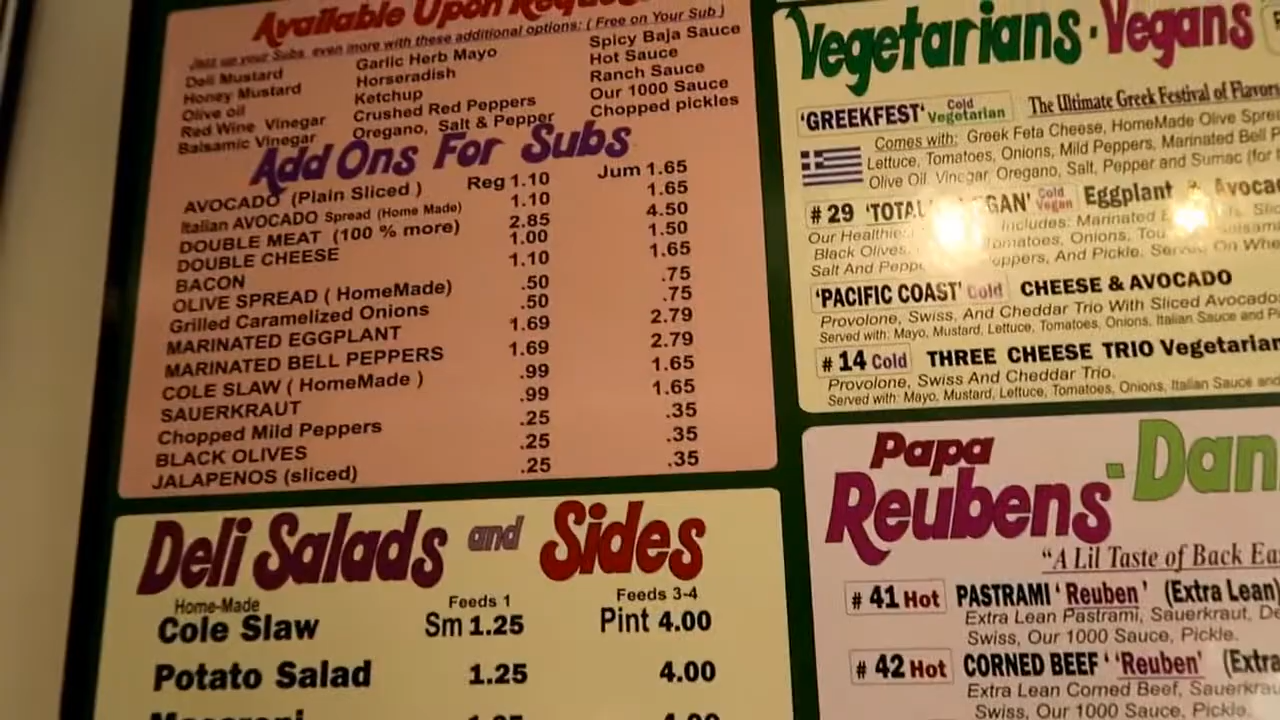 Available Upon
Jazz up your Subs even more with these additional options: ( Free on Your Sub )
Deli Mustard Garlic Herb Mayo Spicy Baja Sauce
Honey Mustard Horseradish Hot Sauce
Olive oil Ketchup Ranch Sauce
Red Wine Vinegar Crushed Red Peppers Our 1000 Sauce
Balsamic Vinegar Oregano, Salt & Pepper Chopped pickles
Add Ons For Subs
AVOCADO (Plain Sliced ) Reg 1.10 Jum 1.65
Italian AVOCADO Spread (Home Made) 1.10 1.65
DOUBLE MEAT (100 % more) 2.85 4.50
DOUBLE CHEESE 1.00 1.50
BACON 1.10 1.65
OLIVE SPREAD ( HomeMade) .50 .75
Grilled Caramelized Onions .50 .75
MARINATED EGGPLANT 1.69 2.79
MARINATED BELL PEPPERS 1.69 2.79
COLE SLAW ( HomeMade ) .99 1.65
SAUERKRAUT .99 1.65
Chopped Mild Peppers .25 .35
BLACK OLIVES .25 .35
JALAPENOS (sliced) .25 .35
Deli Salads and Sides
Home-Made Feeds 1 Feeds 3-4
Cole Slaw Sm 1.25 Pint 4.00
Potato Salad 1.25 4.00
Vegetarians · Vegans
'GREEKFEST' Cold Vegetarian The Ultimate Greek Festival of Flavors
Comes with: Greek Feta Cheese, HomeMade Olive
Lettuce, Tomatoes, Onions, Mild Peppers, Marinated Bell
Olive Oil, Vinegar, Oregano, Salt, Pepper and Sumac (for
# 29 'TOTAL Cold Vegan Eggplant
Our Includes: Marinated
Black Olives, Tomatoes, Onions,
Salt And And Pickle. Served On
'PACIFIC COAST' Cold CHEESE & AVOCADO
Provolone, Swiss, And Cheddar Trio With Sliced Avocado
Served with: Mayo, Mustard, Lettuce, Tomatoes, Onions, Italian Sauce and
# 14 Cold THREE CHEESE TRIO Vegetarian
Provolone, Swiss And Cheddar Trio.
Served with: Mayo, Mustard, Lettuce, Tomatoes, Onions, Italian Sauce and
Papa
Reubens - Dan
"A Lil Taste of Back
# 41 Hot PASTRAMI ' Reuben ' (Extra Lean)
Extra Lean Pastrami, Sauerkraut,
Swiss, Our 1000 Sauce, Pickle.
# 42 Hot CORNED BEEF ' 'Reuben' (Extra
Extra Lean Corned Beef,
Swiss, Our 1000 Sauce, Pickle.